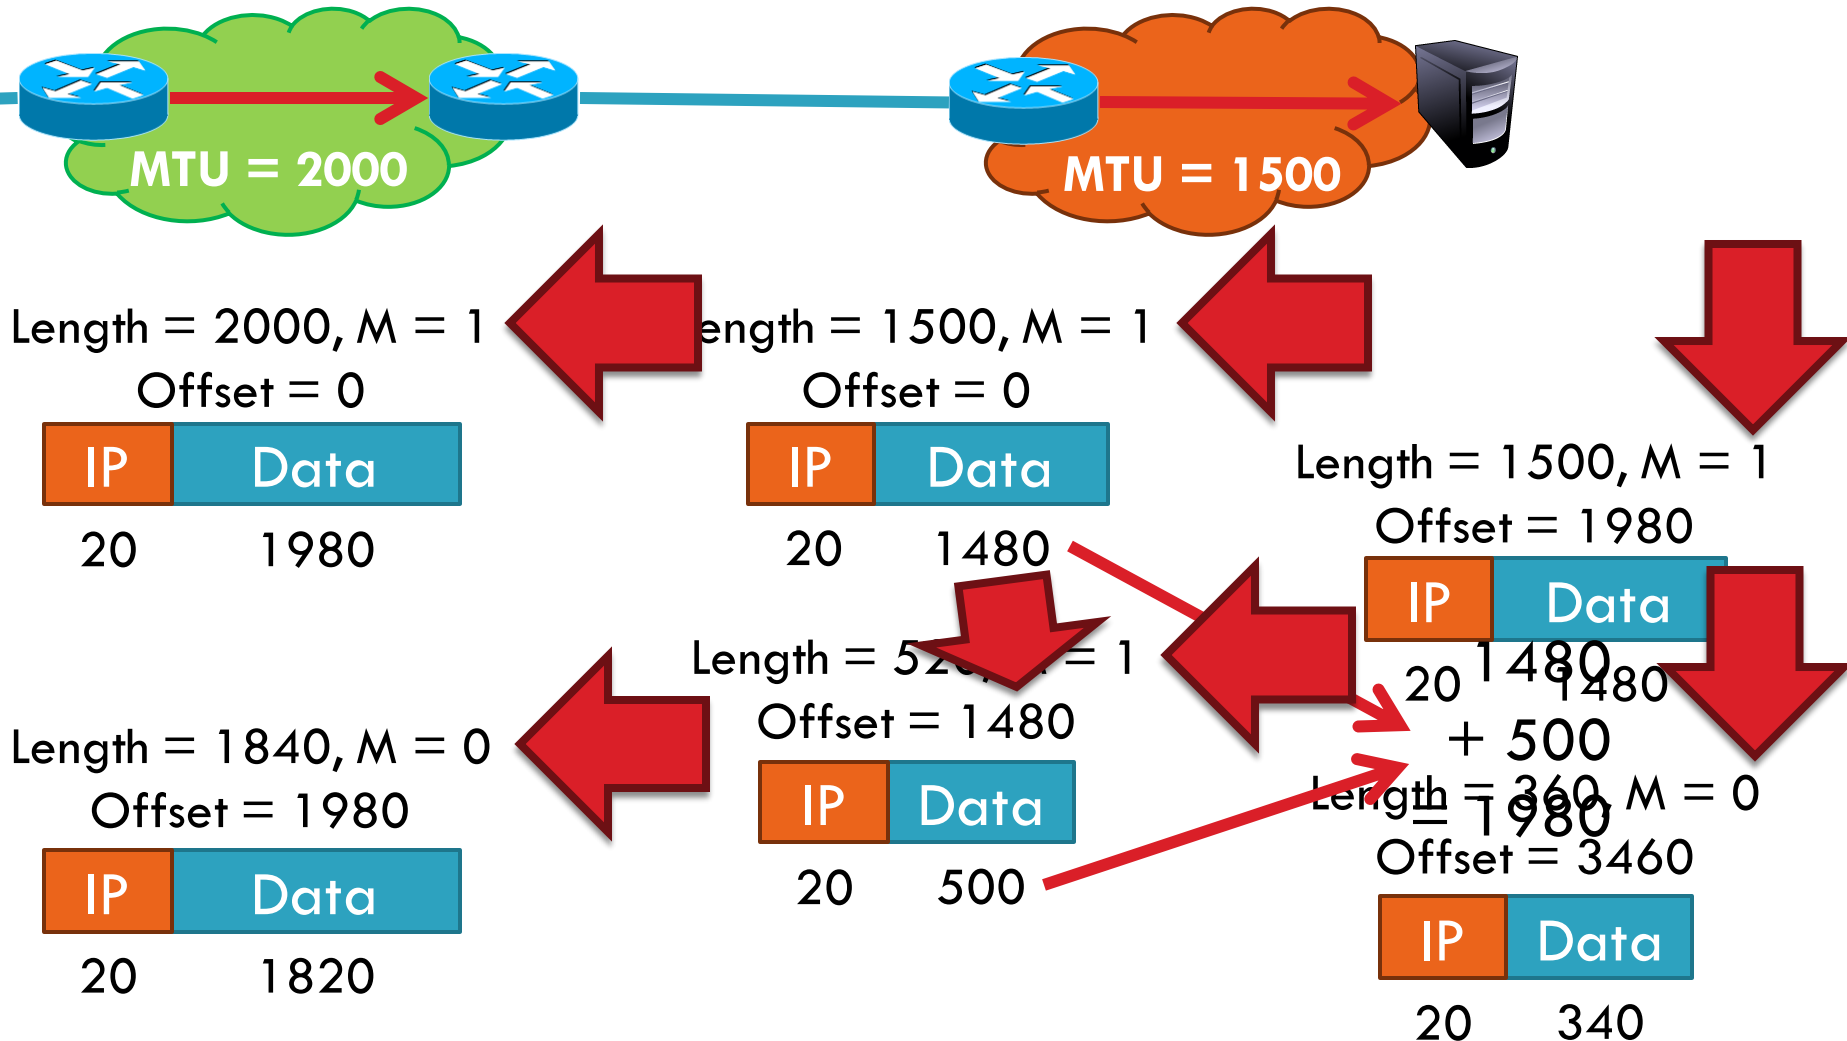 MTU = 2000
MTU = 1500
Length = 2000, M = 1
Offset = 0
IP Data
20 1980
Length = 1840, M = 0
Offset = 1980
IP Data
20 1820
ength = 1500, M = 1
Offset = 0
IP Data
20 1480
Length = 520, = 1
Offset = 1480
IP Data
20 500
Length = 1500, M = 1
Offset = 1980
IP Data
20 1480
1480
+ 500
= 1980
Length = 360, M = 0
Offset = 3460
IP Data
20 340